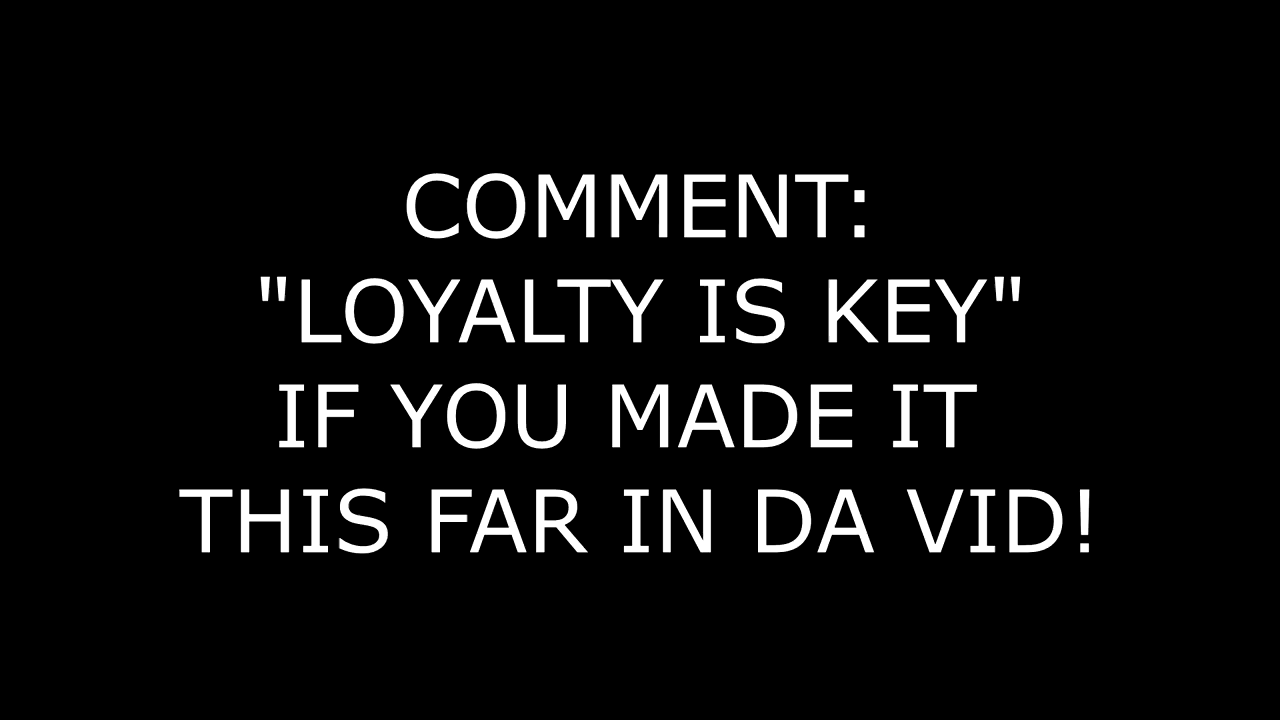 COMMENT:
"LOYALTY IS KEY"
IF YOU MADE IT
THIS FAR IN DA VID!